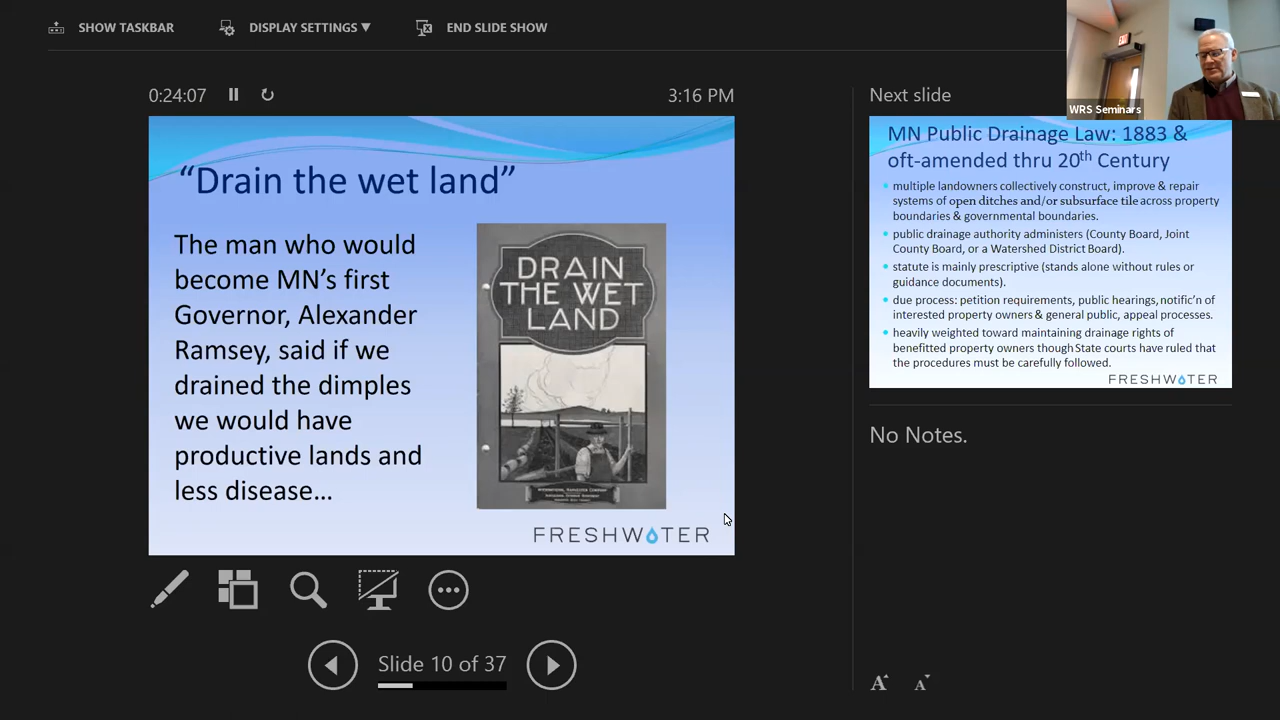 SHOW TASKBAR
DISPLAY SETTINGS ▼
END SLIDE SHOW
EXIT
WRS Seminars
0:24:07
3:16 PM
Next slide
“Drain the wet land”
The man who would
become MN’s first
Governor, Alexander
Ramsey, said if we
drained the dimples
we would have
productive lands and
less disease…
DRAIN
THE WET
LAND
INTERNATIONAL HARVESTER COMPANY
FRESHWATER
MN Public Drainage Law: 1883 &
oft-amended thru 20th Century
• multiple landowners collectively construct, improve & repair
systems of open ditches and/or subsurface tile across property
boundaries & governmental boundaries.
• public drainage authority administers (County Board, Joint
County Board, or a Watershed District Board).
• statute is mainly prescriptive (stands alone without rules or
guidance documents).
• due process: petition requirements, public hearings, notific’n of
interested property owners & general public, appeal processes.
• heavily weighted toward maintaining drainage rights of
benefitted property owners though State courts have ruled that
the procedures must be carefully followed.
FRESHWATER
No Notes.
Slide 10 of 37
A A